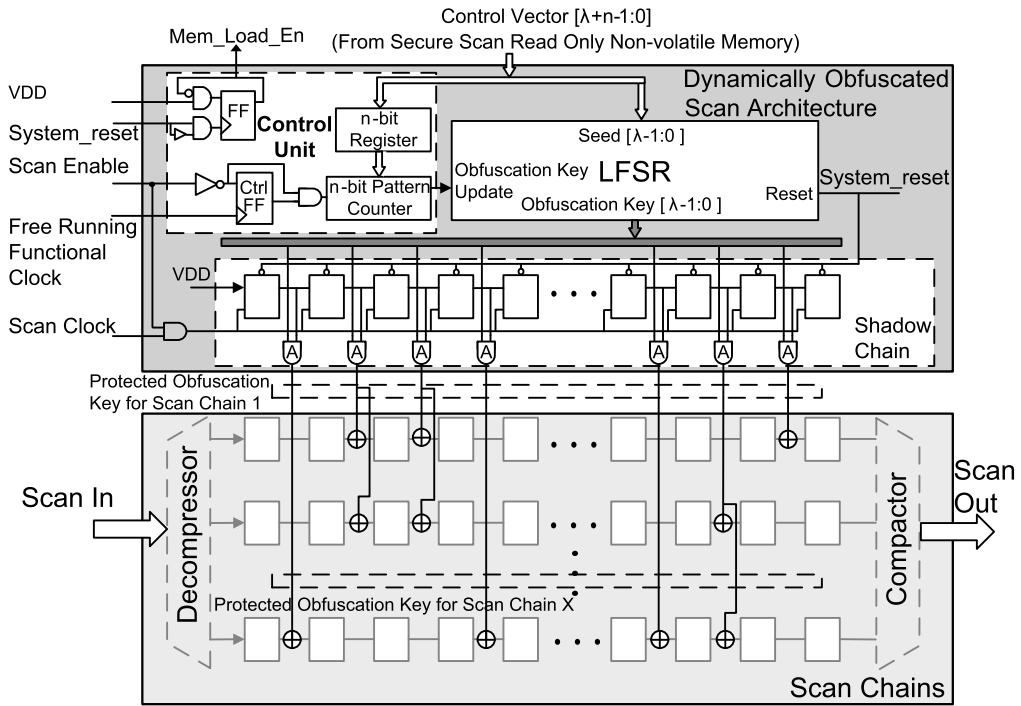 Control Vector [λ+n-1:0]
(From Secure Scan Read Only Non-volatile Memory)
Mem_Load_En
Dynamically Obfuscated
Scan Architecture
VDD
System_reset
Scan Enable
Free Running
Functional
Clock
Scan Clock
FF
Control
Unit
n-bit
Register
Ctrl
FF
n-bit Pattern
Counter
Seed [λ-1:0 ]
Obfuscation Key
Update
LFSR
Reset
Obfuscation Key [ λ-1:0 ]
System_reset
VDD
Shadow
Chain
A
A
A
A
A
A
A
Protected Obfuscation
Key for Scan Chain 1
Scan In
Decompressor
Compactor
Scan
Out
Protected Obfuscation Key for Scan Chain X
Scan Chains